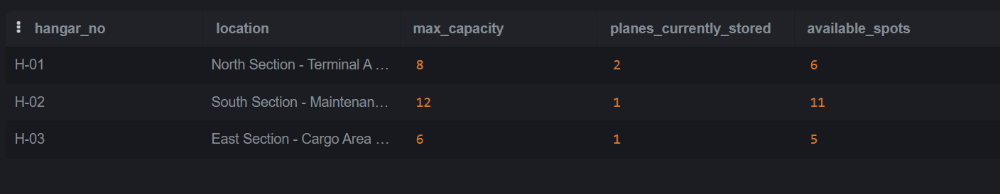 hangar_no location max_capacity planes_currently_stored available_spots
H-01 North Section - Terminal A … 8 2 6
H-02 South Section - Maintenan… 12 1 11
H-03 East Section - Cargo Area … 6 1 5